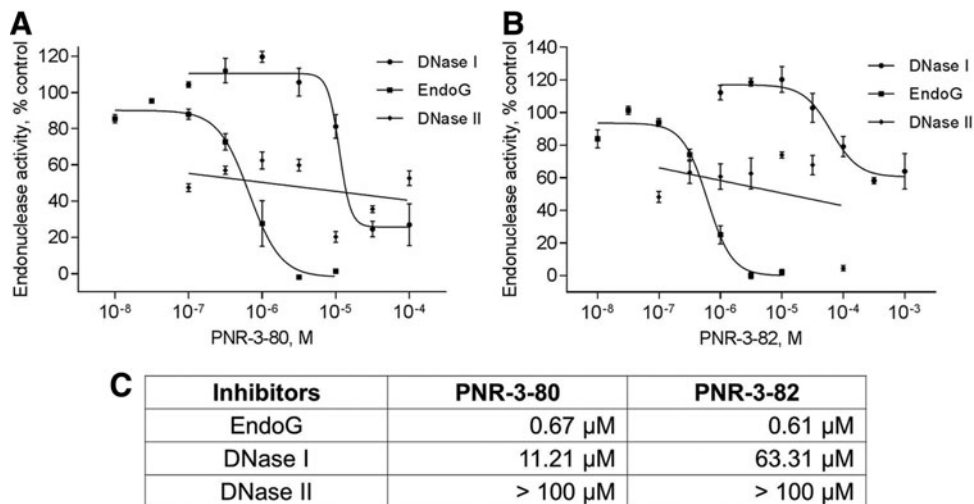 A
Endonuclease activity, % control
120
100
80
60
40
20
0
10⁻⁸ 10⁻⁷ 10⁻⁶ 10⁻⁵ 10⁻⁴
PNR-3-80, M
DNase I
EndoG
DNase II
B
Endonuclease activity, % control
140
120
100
80
60
40
20
0
10⁻⁸ 10⁻⁷ 10⁻⁶ 10⁻⁵ 10⁻⁴ 10⁻³
PNR-3-82, M
DNase I
EndoG
DNase II
C
Inhibitors PNR-3-80 PNR-3-82
EndoG 0.67 µM 0.61 µM
DNase I 11.21 µM 63.31 µM
DNase II > 100 µM > 100 µM